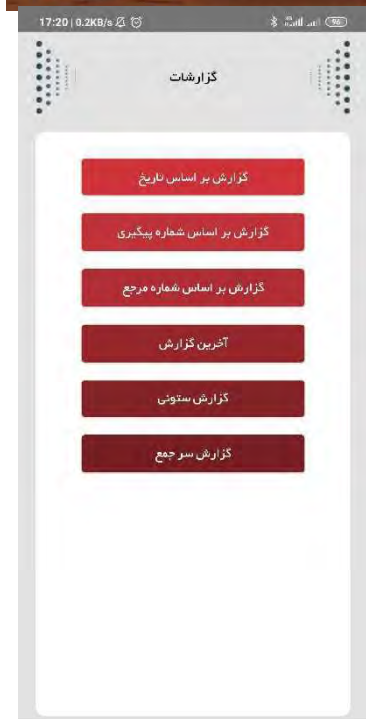 17:20 | 0.2KB/s
96
گزارشات
گزارش بر اساس تاریخ
گزارش بر اساس شماره پیگیری
گزارش بر اساس شماره مرجع
آخرین گزارش
گزارش ستونی
گزارش سر جمع